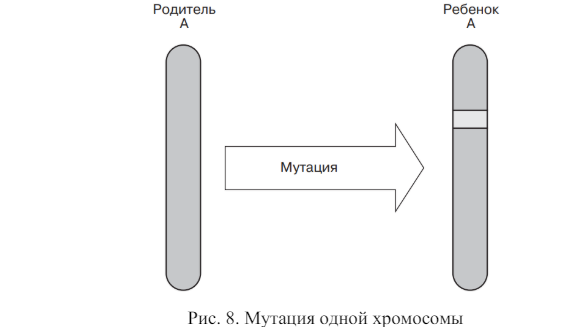 Родитель
А
Ребенок
А
Мутация
Рис. 8. Мутация одной хромосомы